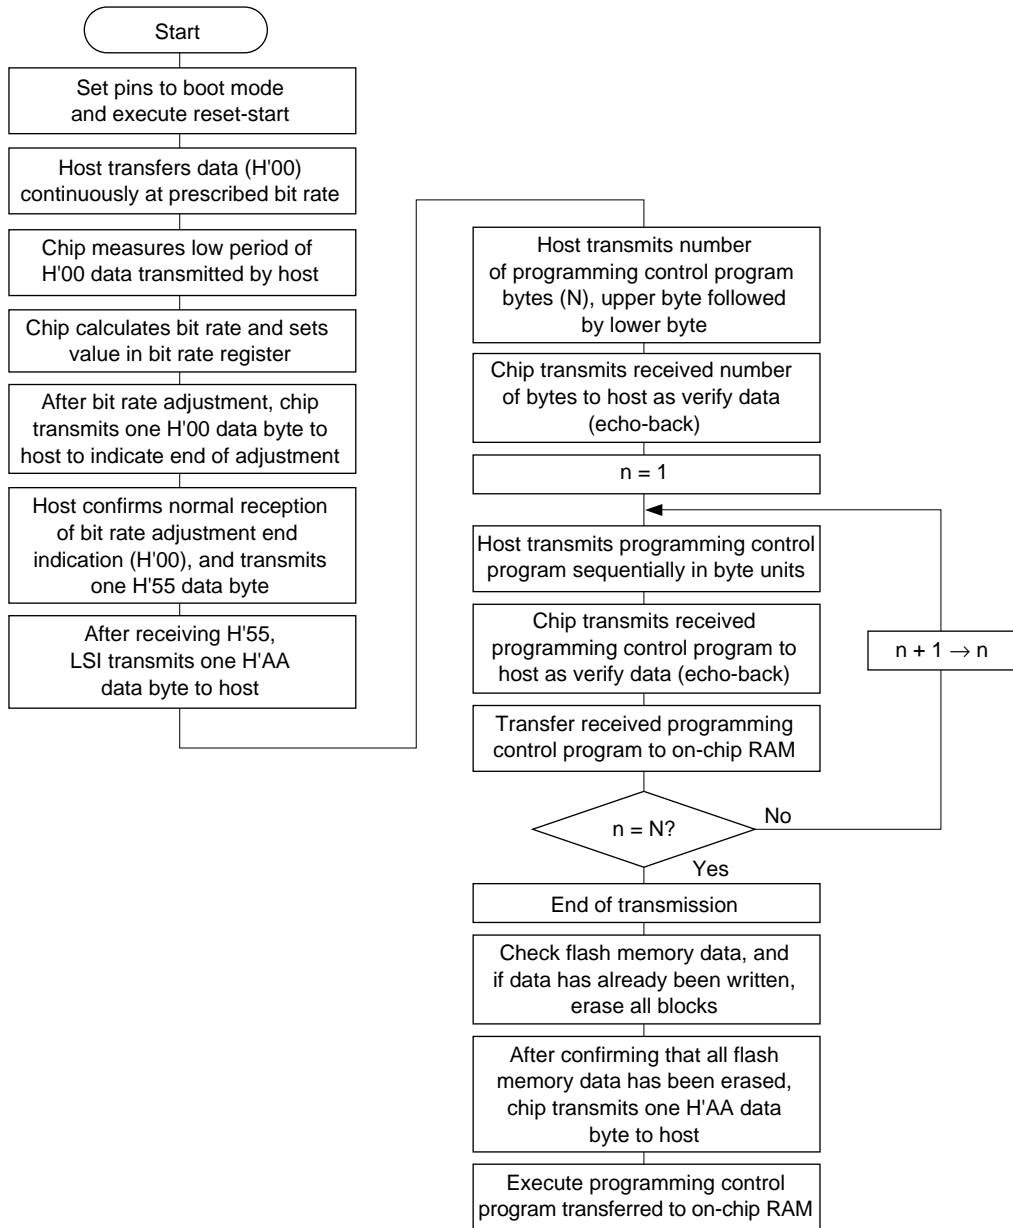 Start
Set pins to boot mode
and execute reset-start
Host transfers data (H'00)
continuously at prescribed bit rate
Chip measures low period of
H'00 data transmitted by host
Chip calculates bit rate and sets
value in bit rate register
After bit rate adjustment, chip
transmits one H'00 data byte to
host to indicate end of adjustment
Host confirms normal reception
of bit rate adjustment end
indication (H'00), and transmits
one H'55 data byte
After receiving H'55,
LSI transmits one H'AA
data byte to host
Host transmits number
of programming control program
bytes (N), upper byte followed
by lower byte
Chip transmits received number
of bytes to host as verify data
(echo-back)
n = 1
Host transmits programming control
program sequentially in byte units
Chip transmits received
programming control program to
host as verify data (echo-back)
n + 1 → n
Transfer received programming
control program to on-chip RAM
n = N?
No
Yes
End of transmission
Check flash memory data, and
if data has already been written,
erase all blocks
After confirming that all flash
memory data has been erased,
chip transmits one H'AA data
byte to host
Execute programming control
program transferred to on-chip RAM